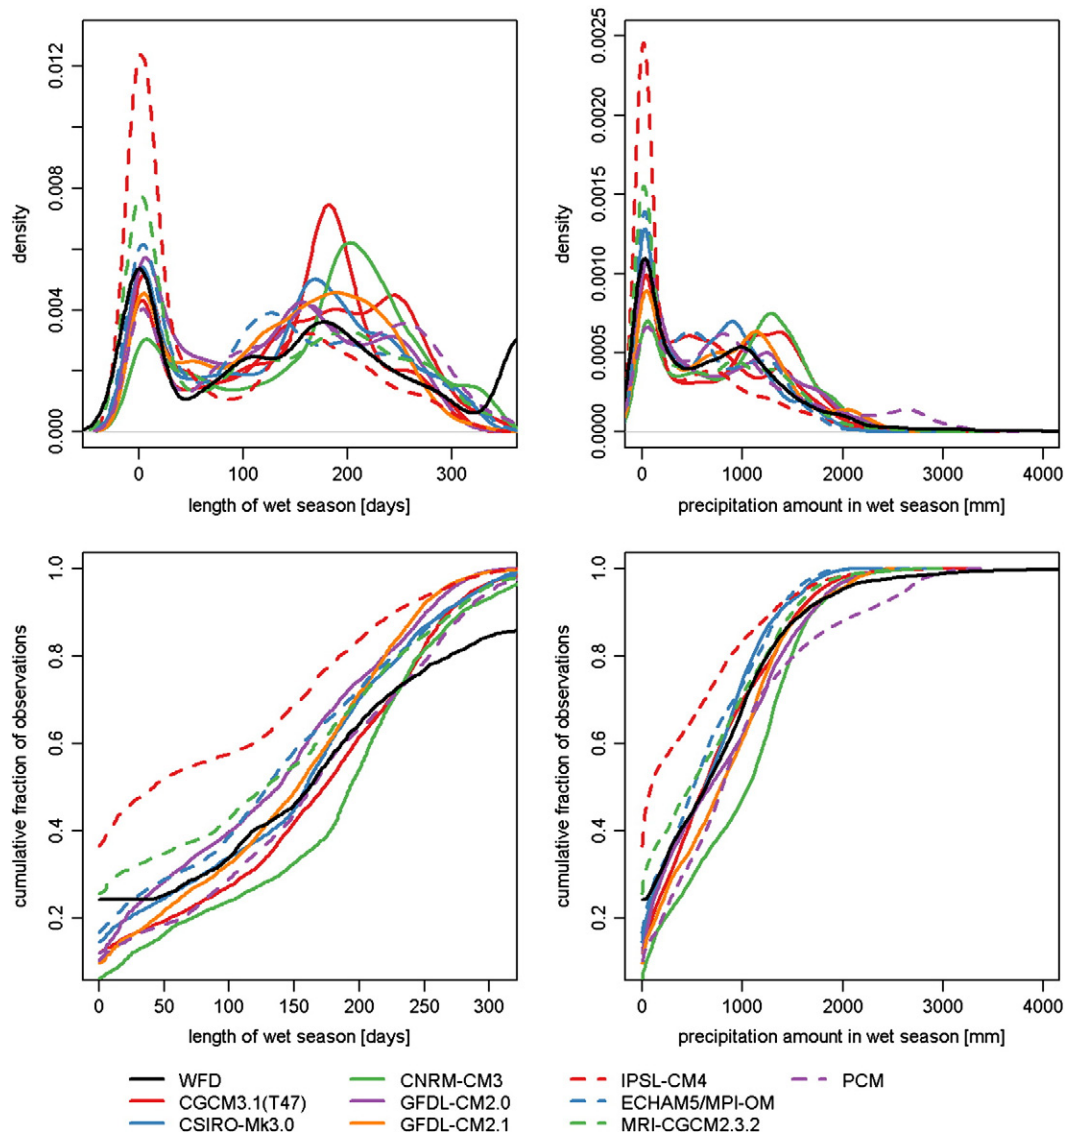 0.000 0.004 0.008 0.012
density
0 100 200 300
length of wet season [days]
0.0000 0.0005 0.0010 0.0015 0.0020 0.0025
density
0 1000 2000 3000 4000
precipitation amount in wet season [mm]
0.2 0.4 0.6 0.8 1.0
cumulative fraction of observations
0 50 100 150 200 250 300
length of wet season [days]
0.2 0.4 0.6 0.8 1.0
cumulative fraction of observations
0 1000 2000 3000 4000
precipitation amount in wet season [mm]
WFD CNRM-CM3 IPSL-CM4 PCM
CGCM3.1(T47) GFDL-CM2.0 ECHAM5/MPI-OM
CSIRO-Mk3.0 GFDL-CM2.1 MRI-CGCM2.3.2